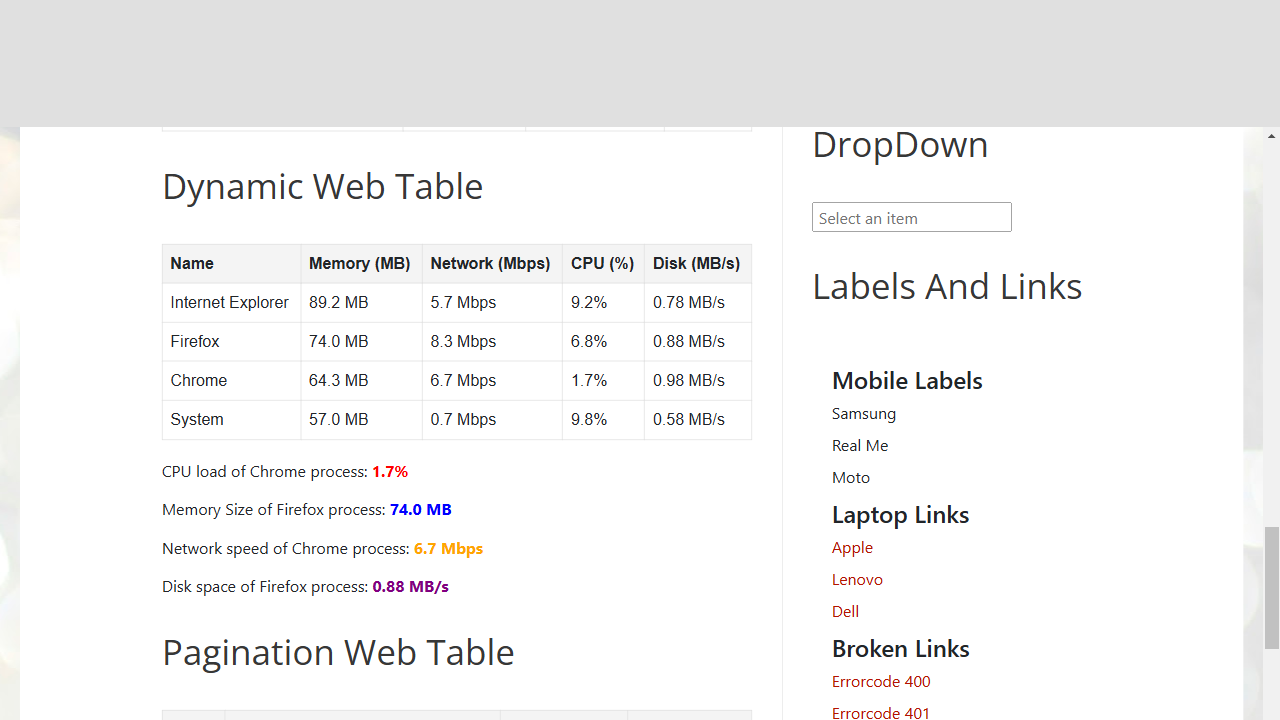 Dynamic Web Table
Name Memory (MB) Network (Mbps) CPU (%) Disk (MB/s)
Internet Explorer 89.2 MB 5.7 Mbps 9.2% 0.78 MB/s
Firefox 74.0 MB 8.3 Mbps 6.8% 0.88 MB/s
Chrome 64.3 MB 6.7 Mbps 1.7% 0.98 MB/s
System 57.0 MB 0.7 Mbps 9.8% 0.58 MB/s
CPU load of Chrome process: 1.7%
Memory Size of Firefox process: 74.0 MB
Network speed of Chrome process: 6.7 Mbps
Disk space of Firefox process: 0.88 MB/s
Pagination Web Table
DropDown
Select an item
Labels And Links
Mobile Labels
Samsung
Real Me
Moto
Laptop Links
Apple
Lenovo
Dell
Broken Links
Errorcode 400
Errorcode 401